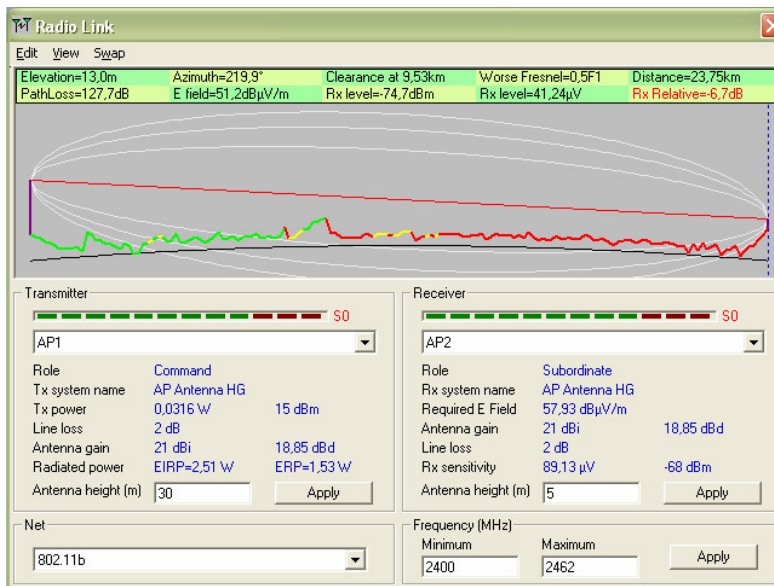 Radio Link
Edit View Swap
Elevation=13,0m Azimuth=219,9° Clearance at 9,53km Worse Fresnel=0,5F1 Distance=23,75km
PathLoss=127,7dB E field=51,2dBµV/m Rx level=-74,7dBm Rx level=41,24µV Rx Relative=-6,7dB
Transmitter
S0
AP1
Role Command
Tx system name AP Antenna HG
Tx power 0,0316 W 15 dBm
Line loss 2 dB
Antenna gain 21 dBi 18,85 dBd
Radiated power EIRP=2,51 W ERP=1,53 W
Antenna height (m) 30 Apply
Receiver
S0
AP2
Role Subordinate
Rx system name AP Antenna HG
Required E Field 57,93 dBµV/m
Antenna gain 21 dBi 18,85 dBd
Line loss 2 dB
Rx sensitivity 89,13 µV -68 dBm
Antenna height (m) 5 Apply
Net
802.11b
Frequency (MHz)
Minimum Maximum
2400 2462 Apply